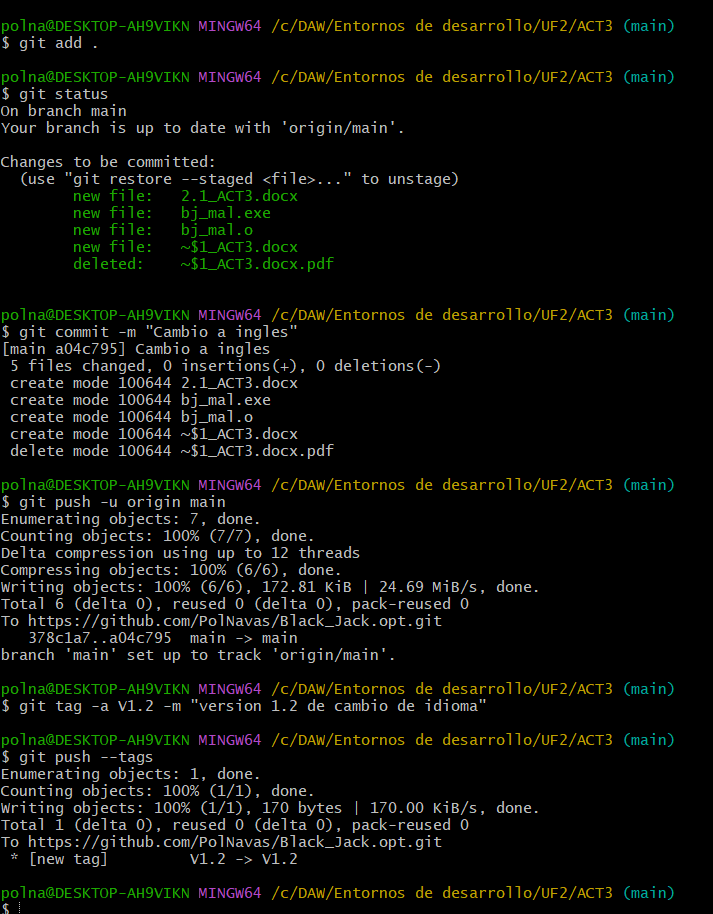 polna@DESKTOP-AH9VIKN MINGW64 /c/DAW/Entornos de desarrollo/UF2/ACT3 (main)
$ git add .
polna@DESKTOP-AH9VIKN MINGW64 /c/DAW/Entornos de desarrollo/UF2/ACT3 (main)
$ git status
On branch main
Your branch is up to date with 'origin/main'.
Changes to be committed:
  (use "git restore --staged <file>..." to unstage)
        new file:   2.1_ACT3.docx
        new file:   bj_mal.exe
        new file:   bj_mal.o
        new file:   ~$1_ACT3.docx
        deleted:    ~$1_ACT3.docx.pdf
polna@DESKTOP-AH9VIKN MINGW64 /c/DAW/Entornos de desarrollo/UF2/ACT3 (main)
$ git commit -m "Cambio a ingles"
[main a04c795] Cambio a ingles
 5 files changed, 0 insertions(+), 0 deletions(-)
 create mode 100644 2.1_ACT3.docx
 create mode 100644 bj_mal.exe
 create mode 100644 bj_mal.o
 create mode 100644 ~$1_ACT3.docx
 delete mode 100644 ~$1_ACT3.docx.pdf
polna@DESKTOP-AH9VIKN MINGW64 /c/DAW/Entornos de desarrollo/UF2/ACT3 (main)
$ git push -u origin main
Enumerating objects: 7, done.
Counting objects: 100% (7/7), done.
Delta compression using up to 12 threads
Compressing objects: 100% (6/6), done.
Writing objects: 100% (6/6), 172.81 KiB | 24.69 MiB/s, done.
Total 6 (delta 0), reused 0 (delta 0), pack-reused 0
To https://github.com/PolNavas/Black_Jack.opt.git
   378c1a7..a04c795  main -> main
branch 'main' set up to track 'origin/main'.
polna@DESKTOP-AH9VIKN MINGW64 /c/DAW/Entornos de desarrollo/UF2/ACT3 (main)
$ git tag -a V1.2 -m "version 1.2 de cambio de idioma"
polna@DESKTOP-AH9VIKN MINGW64 /c/DAW/Entornos de desarrollo/UF2/ACT3 (main)
$ git push --tags
Enumerating objects: 1, done.
Counting objects: 100% (1/1), done.
Writing objects: 100% (1/1), 170 bytes | 170.00 KiB/s, done.
Total 1 (delta 0), reused 0 (delta 0), pack-reused 0
To https://github.com/PolNavas/Black_Jack.opt.git
 * [new tag]         V1.2 -> V1.2
polna@DESKTOP-AH9VIKN MINGW64 /c/DAW/Entornos de desarrollo/UF2/ACT3 (main)
$